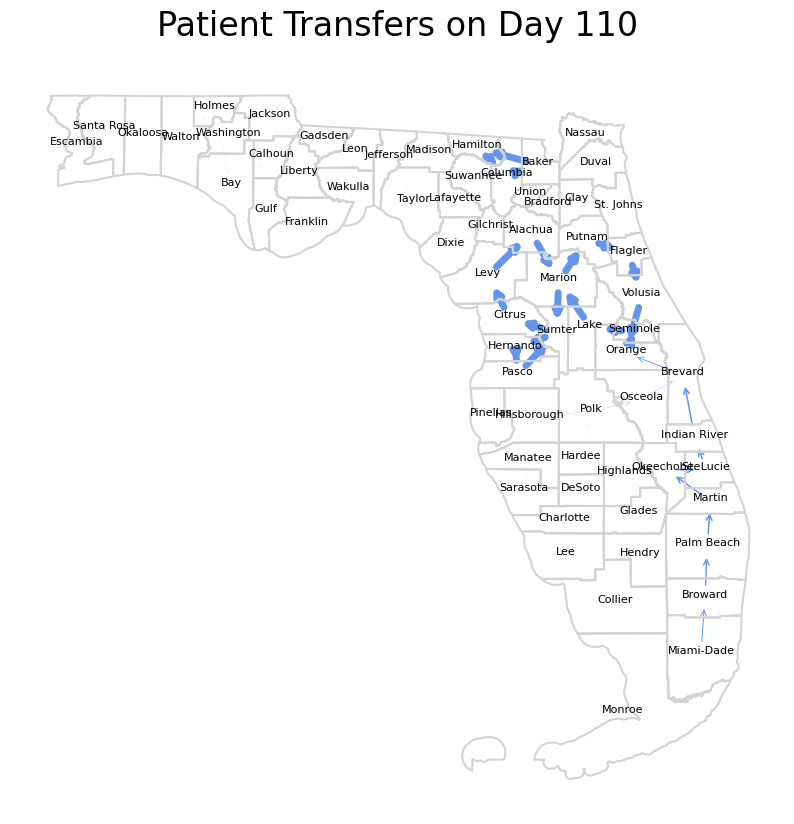 Patient Transfers on Day 110
Holmes
Jackson
Santa Rosa
Okaloosa
Walton
Washington
Escambia
Calhoun
Bay
Gulf
Liberty
Franklin
Gadsden
Leon
Wakulla
Jefferson
Madison
Taylor
Hamilton
Suwannee
Lafayette
Columbia
Baker
Nassau
Duval
Union
Bradford
Clay
St. Johns
Gilchrist
Alachua
Putnam
Dixie
Flagler
Levy
Marion
Volusia
Citrus
Sumter
Lake
Seminole
Hernando
Orange
Pasco
Brevard
Osceola
Pinellas
Hillsborough
Polk
Indian River
Manatee
Hardee
Highlands
Okeechobee
St. Lucie
Sarasota
DeSoto
Martin
Charlotte
Glades
Palm Beach
Lee
Hendry
Collier
Broward
Miami-Dade
Monroe